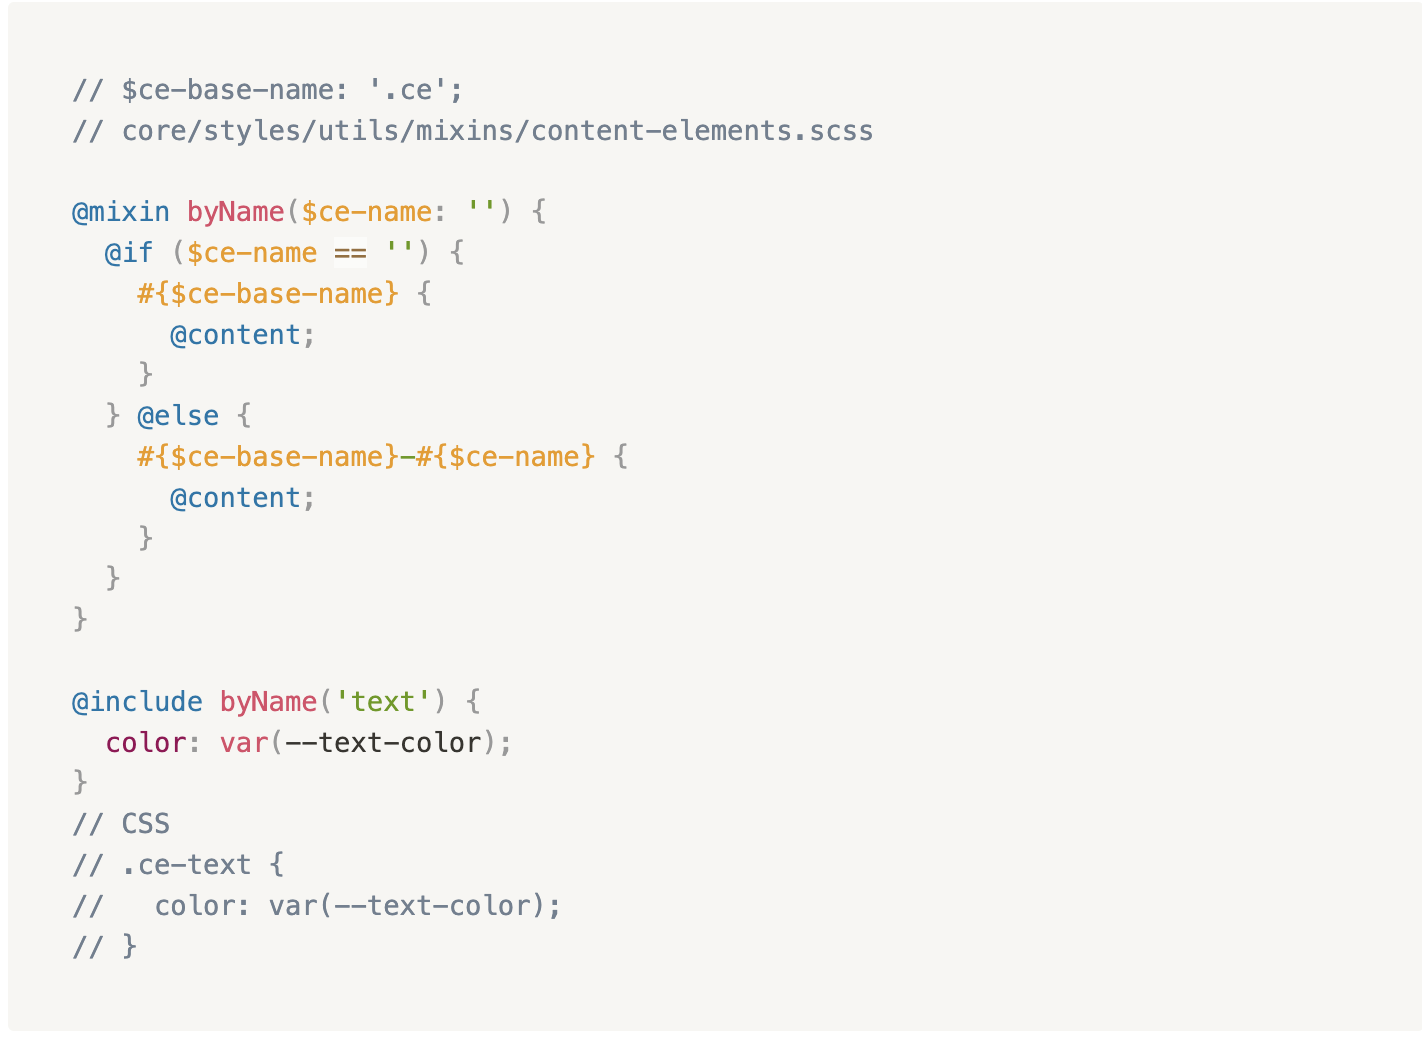 // $ce-base-name: '.ce';
// core/styles/utils/mixins/content-elements.scss

@mixin byName($ce-name: '') {
  @if ($ce-name == '') {
    #{$ce-base-name} {
      @content;
    }
  } @else {
    #{$ce-base-name}-#{$ce-name} {
      @content;
    }
  }
}

@include byName('text') {
  color: var(--text-color);
}
// CSS
// .ce-text {
//   color: var(--text-color);
// }